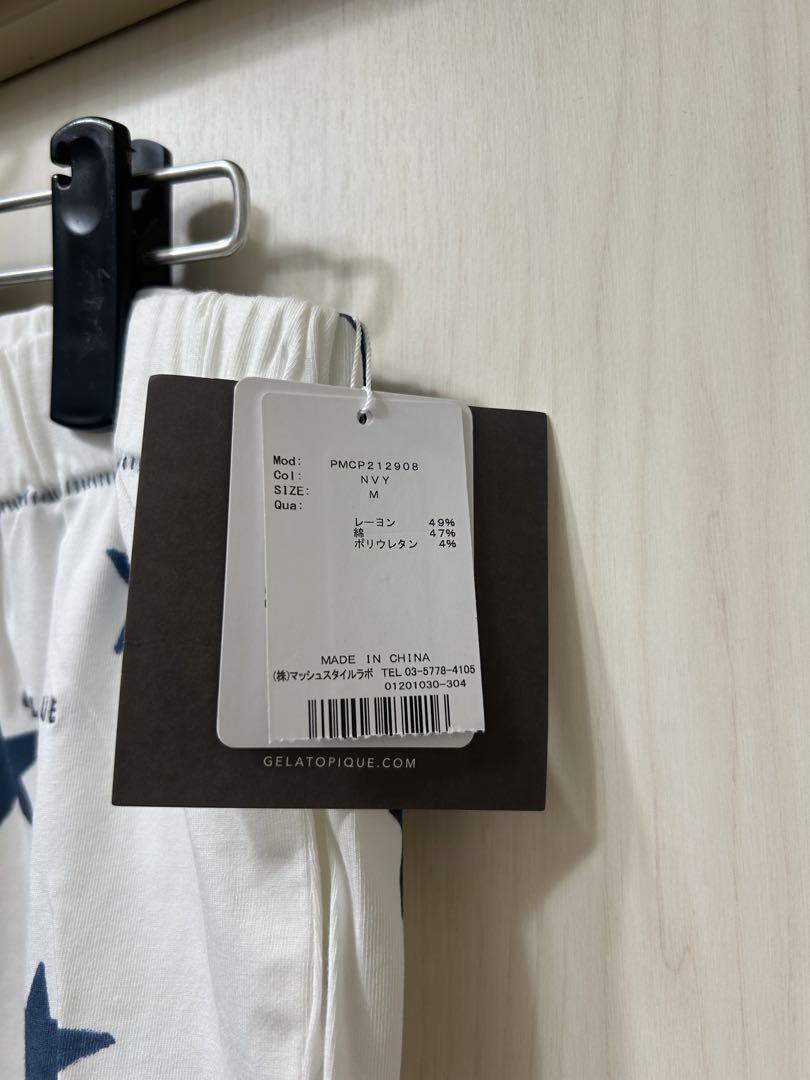 Mod: PMCP212908
Col: NVY
SIZE: M
Qua:
レーヨン 49%
綿 47%
ポリウレタン 4%
MADE IN CHINA
(株)マッシュスタイルラボ TEL 03-5778-4105
01201030-304
GELATOPIQUE.COM